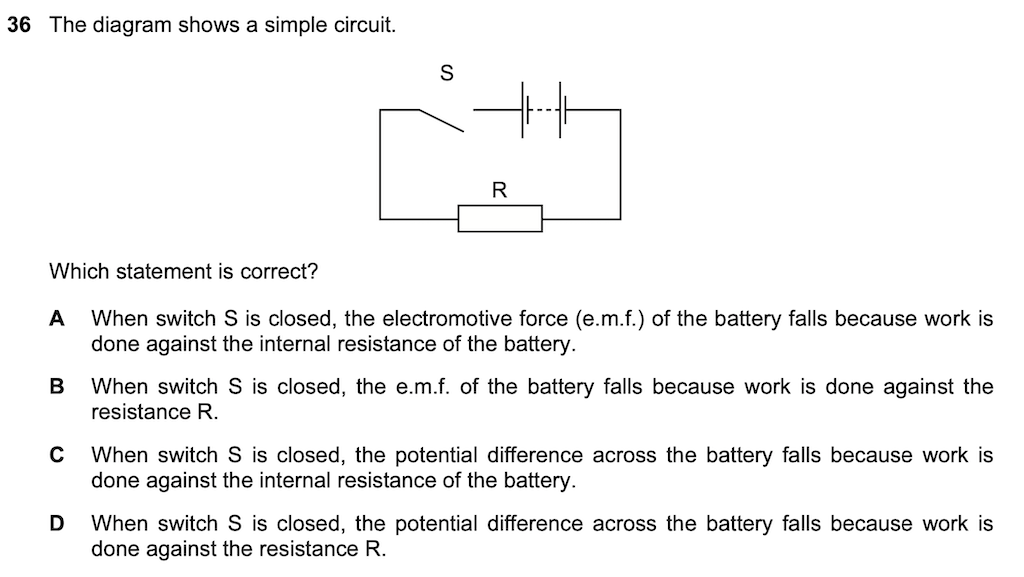 36 The diagram shows a simple circuit.
S
R
Which statement is correct?
A When switch S is closed, the electromotive force (e.m.f.) of the battery falls because work is
done against the internal resistance of the battery.
B When switch S is closed, the e.m.f. of the battery falls because work is done against the
resistance R.
C When switch S is closed, the potential difference across the battery falls because work is
done against the internal resistance of the battery.
D When switch S is closed, the potential difference across the battery falls because work is
done against the resistance R.